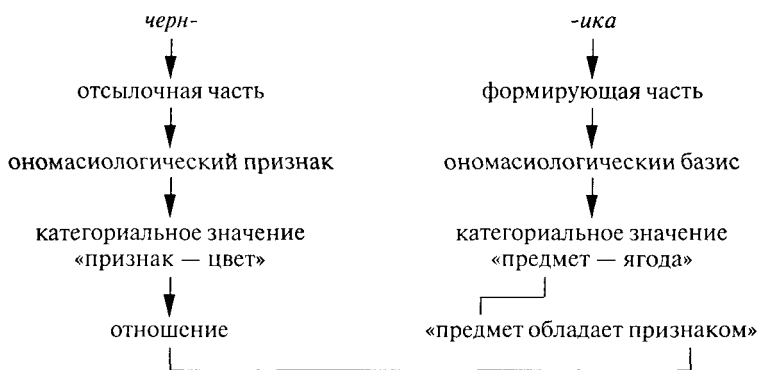 черн- -ика
отсылочная часть формирующая часть
ономасиологический признак ономасиологическии базис
категориальное значение категориальное значение
«признак — цвет» «предмет — ягода»
отношение «предмет обладает признаком»